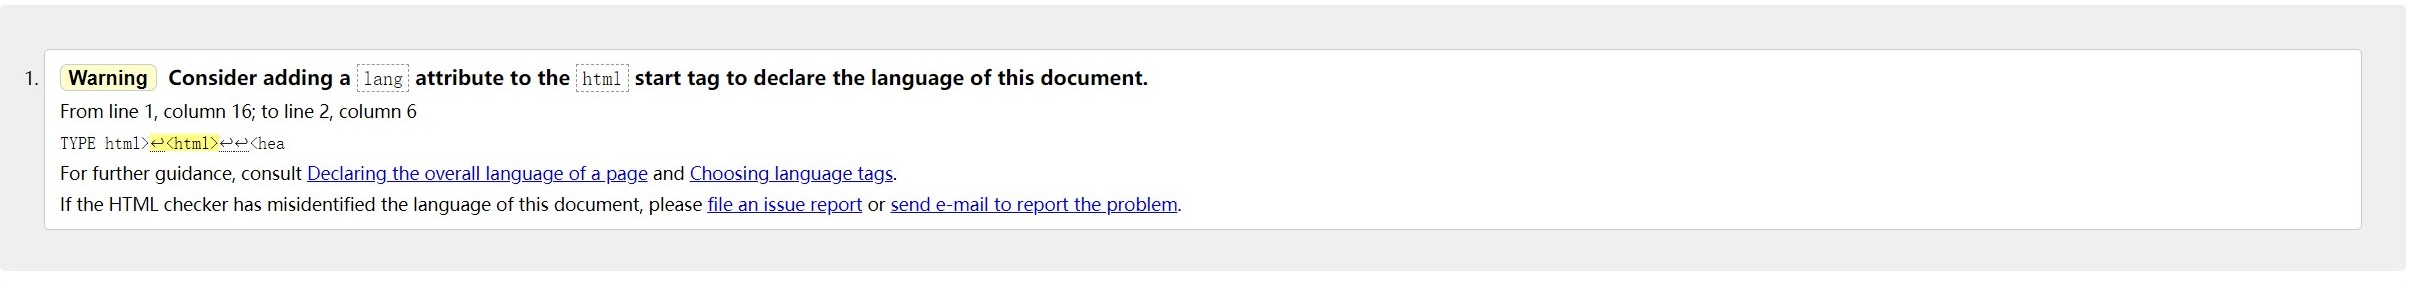 1. Warning Consider adding a lang attribute to the html start tag to declare the language of this document.
From line 1, column 16; to line 2, column 6
TYPE html>↩<html>↩↩<hea
For further guidance, consult Declaring the overall language of a page and Choosing language tags.
If the HTML checker has misidentified the language of this document, please file an issue report or send e-mail to report the problem.